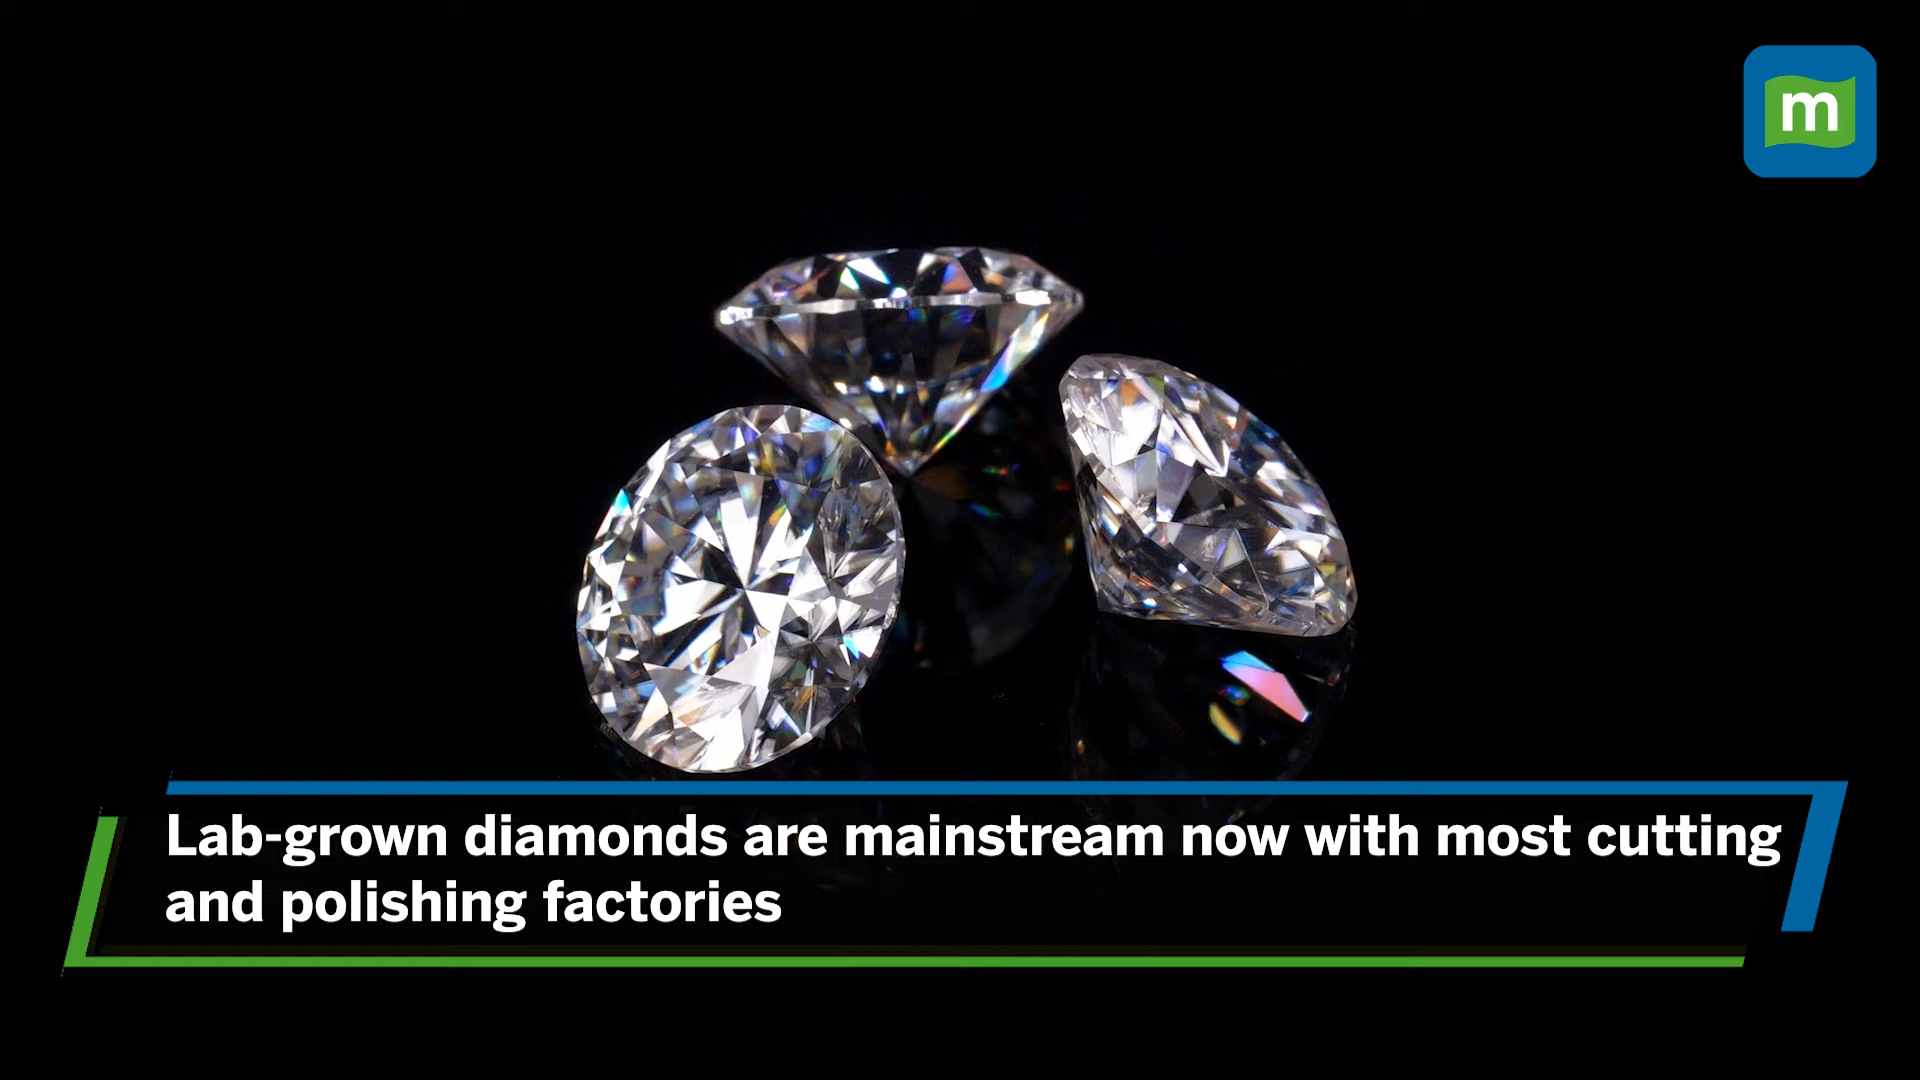 m
Lab-grown diamonds are mainstream now with most cutting
and polishing factories